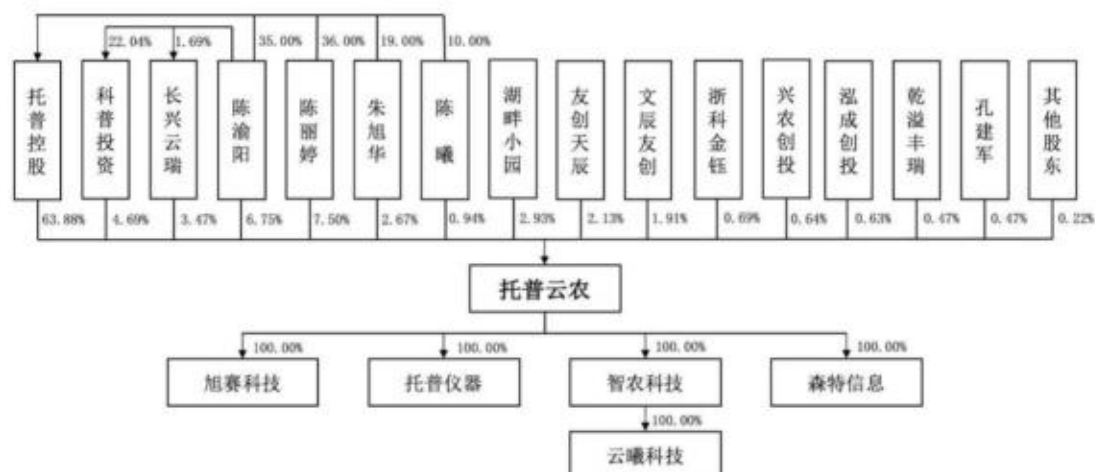 22.04% 1.69% 35.00% 36.00% 19.00% 10.00%
托普控股
科普投资
长兴云瑞
陈渝阳
陈丽婷
朱旭华
陈曦
湖畔小园
友创天辰
文辰友创
浙科金钰
兴农创投
泓成创投
乾溢丰瑞
孔建军
其他股东
63.88% 4.69% 3.47% 6.75% 7.50% 2.67% 0.94% 2.93% 2.13% 1.91% 0.69% 0.64% 0.63% 0.47% 0.47% 0.22%
托普云农
100.00% 100.00% 100.00% 100.00%
旭赛科技 托普仪器 智农科技 森特信息
100.00%
云曦科技